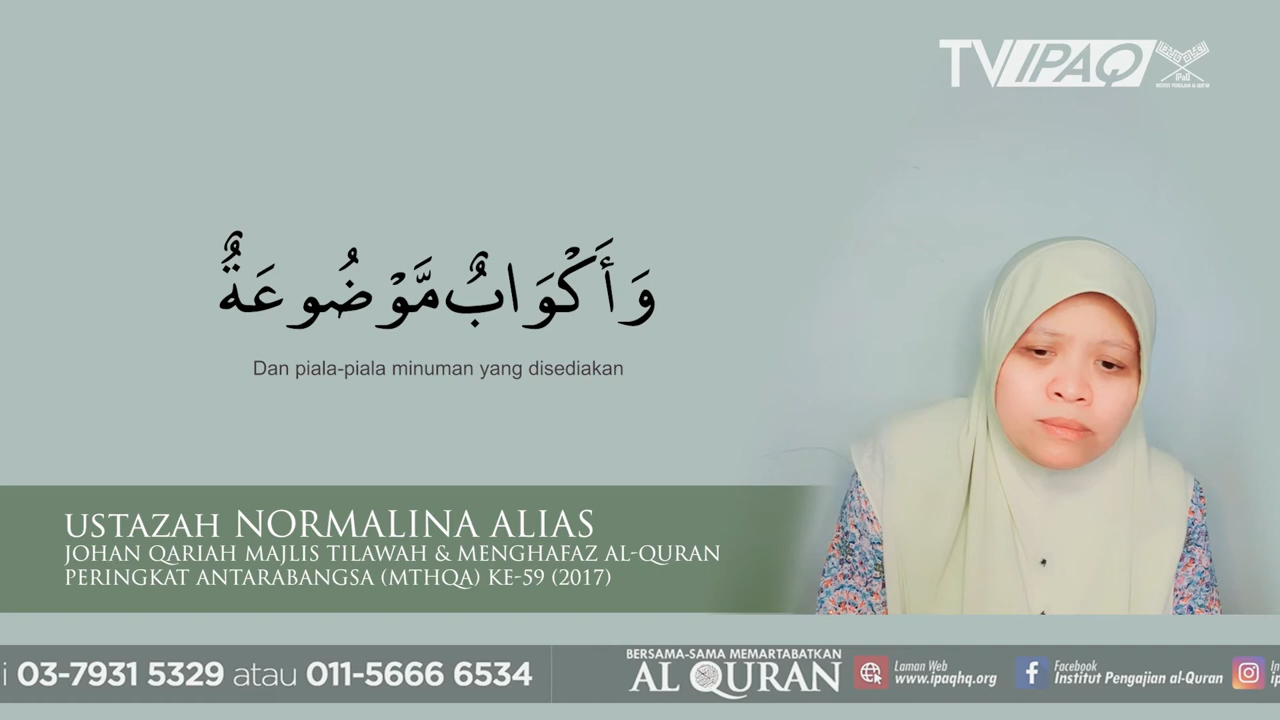 TV IPAQ
وَأَكْوَابٌ مَّوْضُوعَةٌ
Dan piala-piala minuman yang disediakan
USTAZAH NORMALINA ALIAS
JOHAN QARIAH MAJLIS TILAWAH & MENGHAFAZ AL-QURAN
PERINGKAT ANTARABANGSA (MTHQA) KE-59 (2017)
i 03-7931 5329 atau 011-5666 6534
BERSAMA-SAMA MEMARTABATKAN
AL QURAN
Laman Web
www.ipaqhq.org
Facebook
Institut Pengajian al-Quran